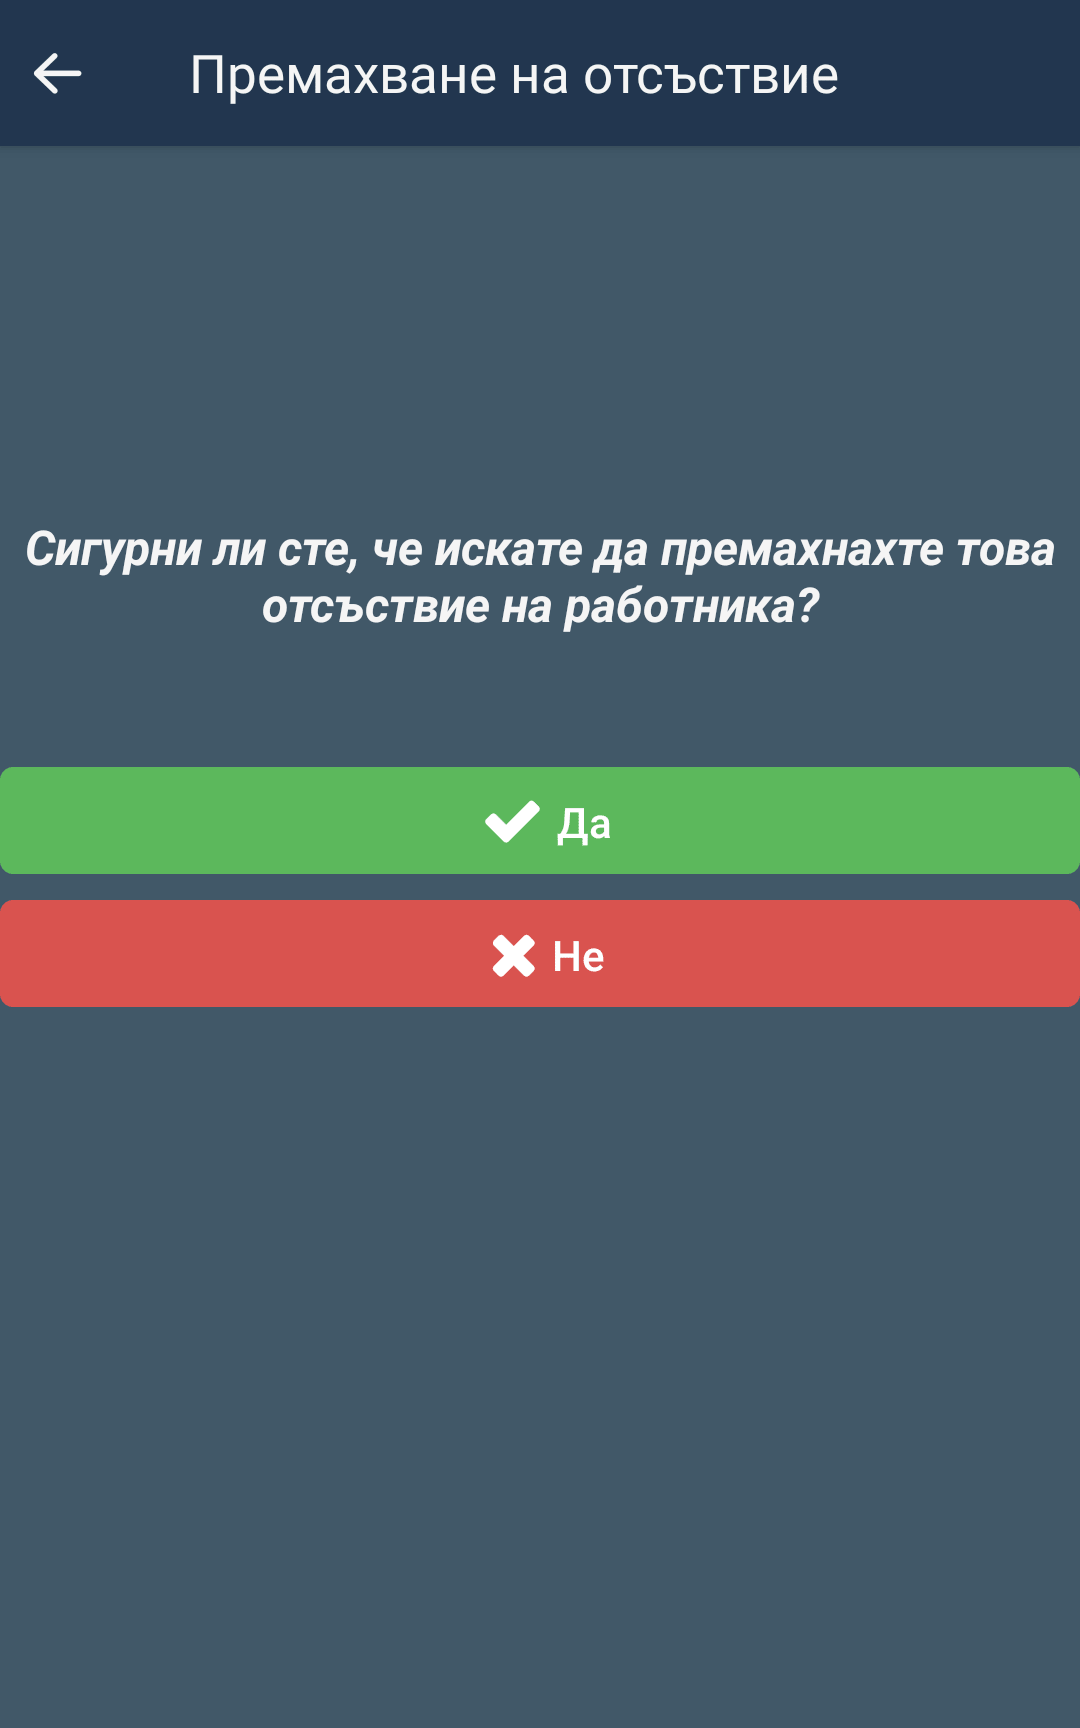 Премахване на отсъствие
Сигурни ли сте, че искате да премахнахте това
отсъствие на работника?
Да
Не